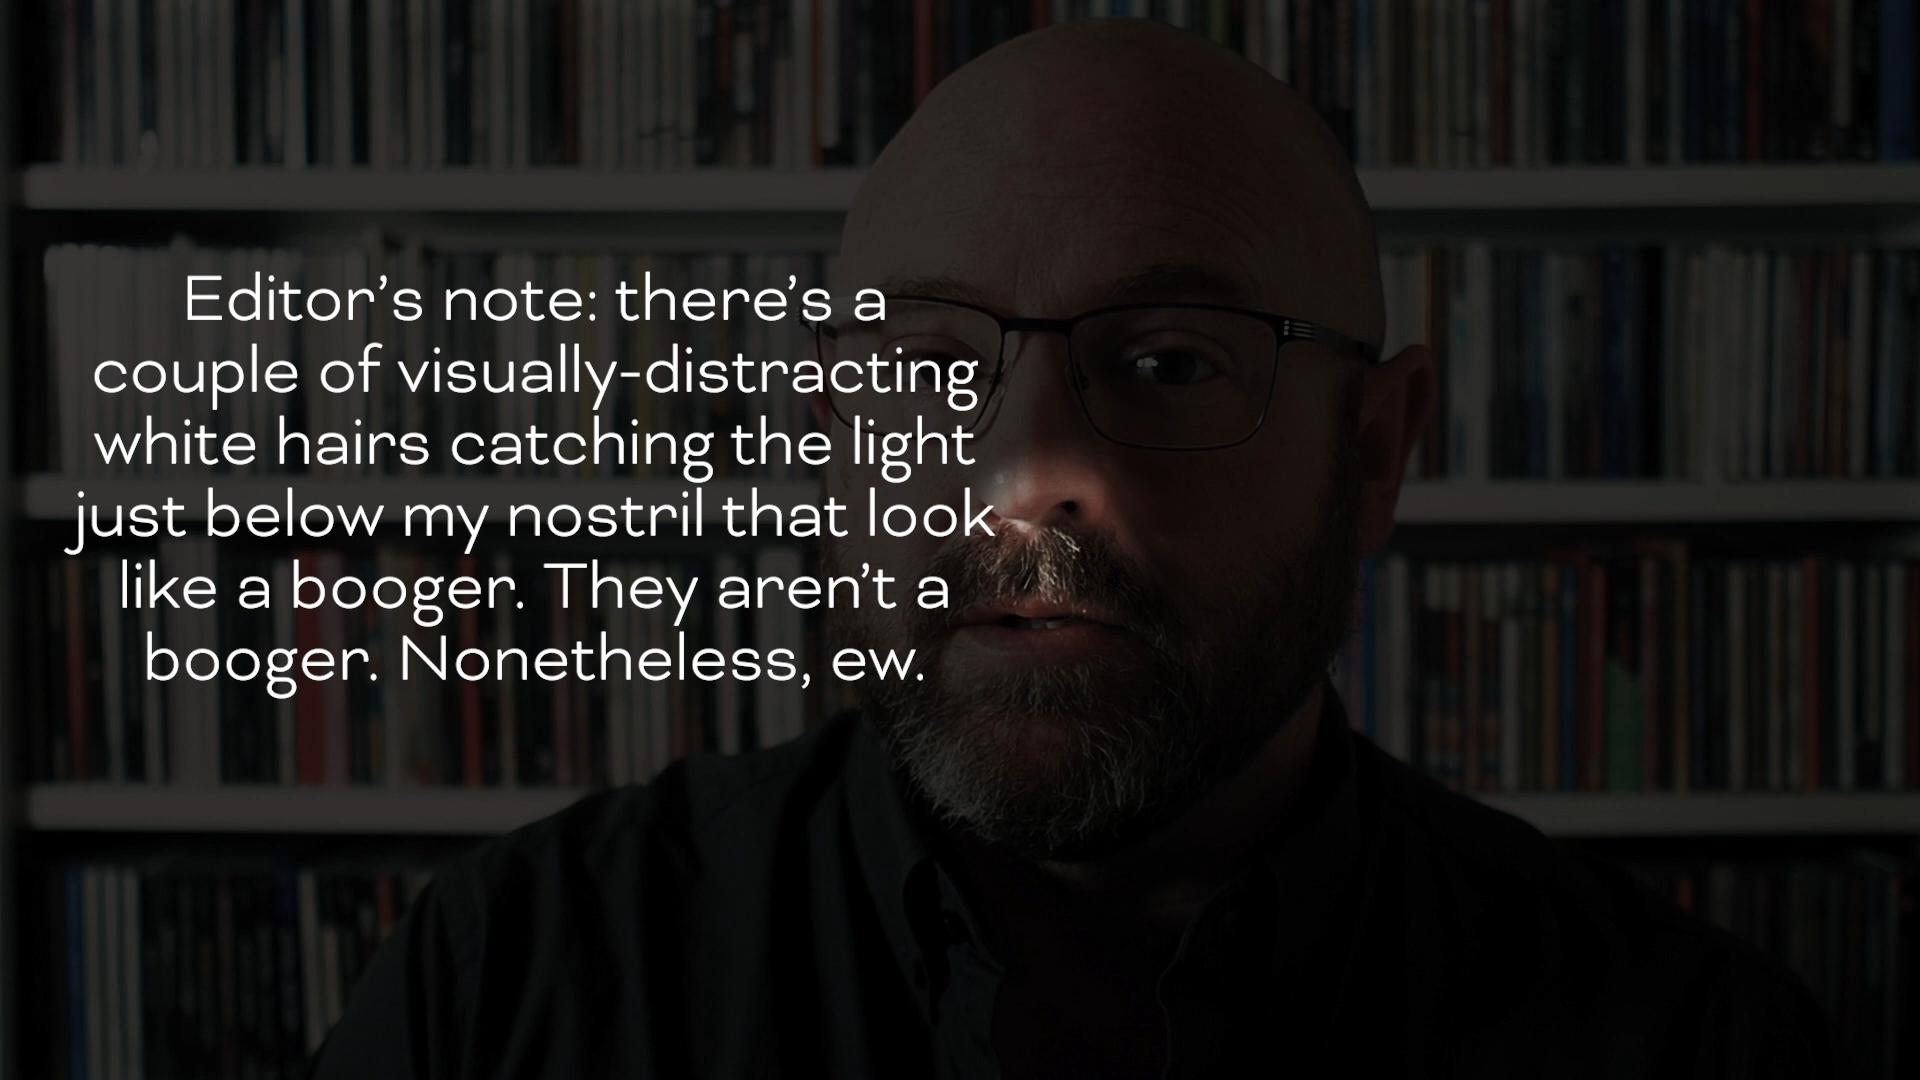 Editor’s note: there’s a
couple of visually-distracting
white hairs catching the light
just below my nostril that look
like a booger. They aren’t a
booger. Nonetheless, ew.